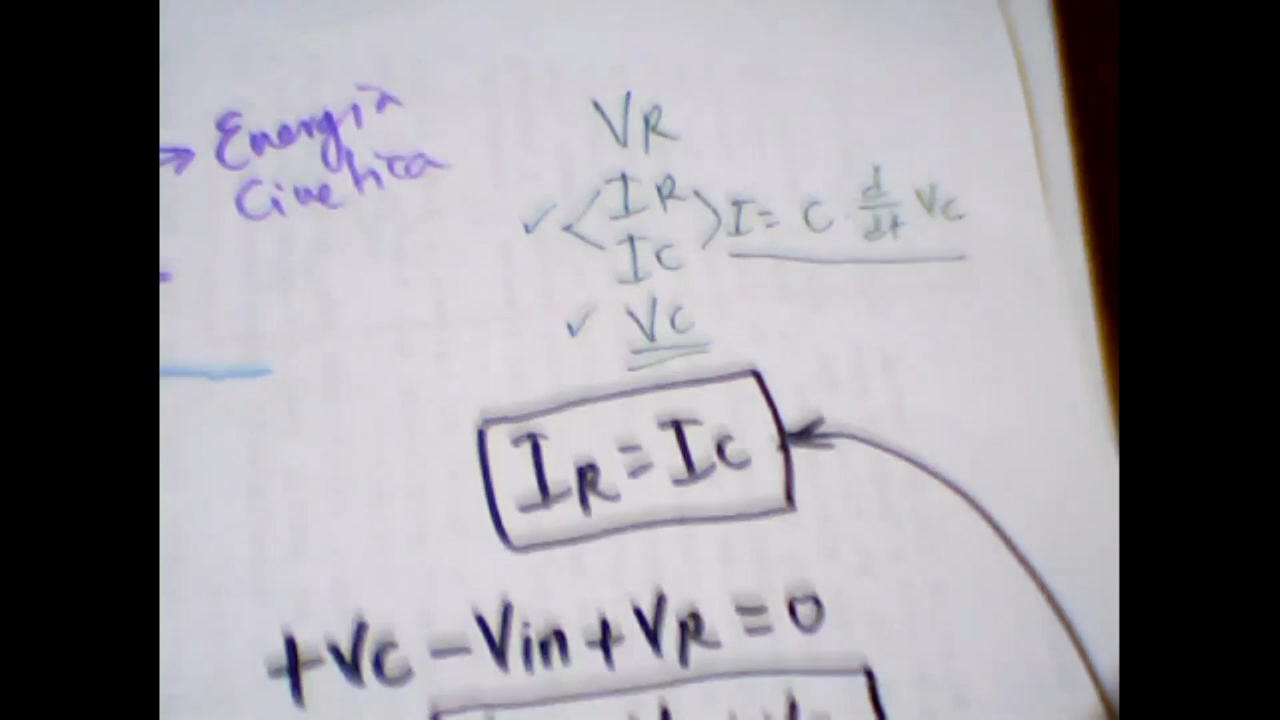 → Energia
Cinetica
VR
IR
IC
I = C · d/dt VC
✓ VC
IR = IC
+VC - Vin + VR = 0